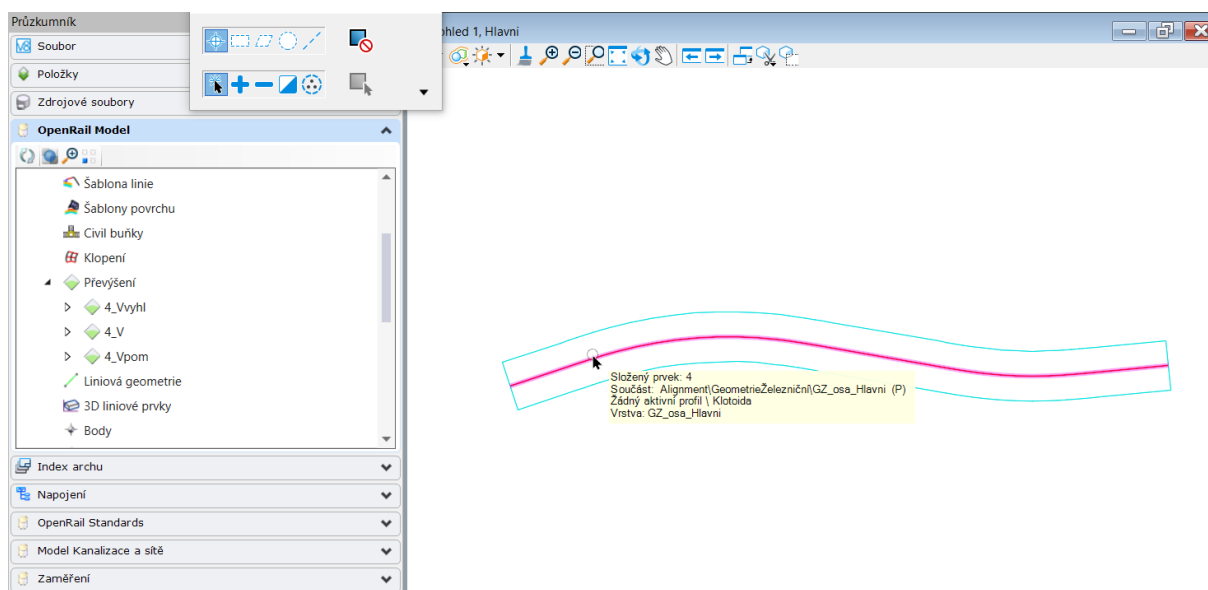 Průzkumník
Soubor
Položky
Zdrojové soubory
OpenRail Model
Šablona linie
Šablony povrchu
Civil buňky
Klopení
Převýšení
4_Vvyhl
4_V
4_Vpom
Liniová geometrie
3D liniové prvky
Body
Index archu
Napojení
OpenRail Standards
Model Kanalizace a sítě
Zaměření
1, Hlavni
Složený prvek: 4
Součást: Alignment\GeometrieŽelezniční\GZ_osa_Hlavni (P)
Žádný aktivní profil \ Klotoida
Vrstva: GZ_osa_Hlavni